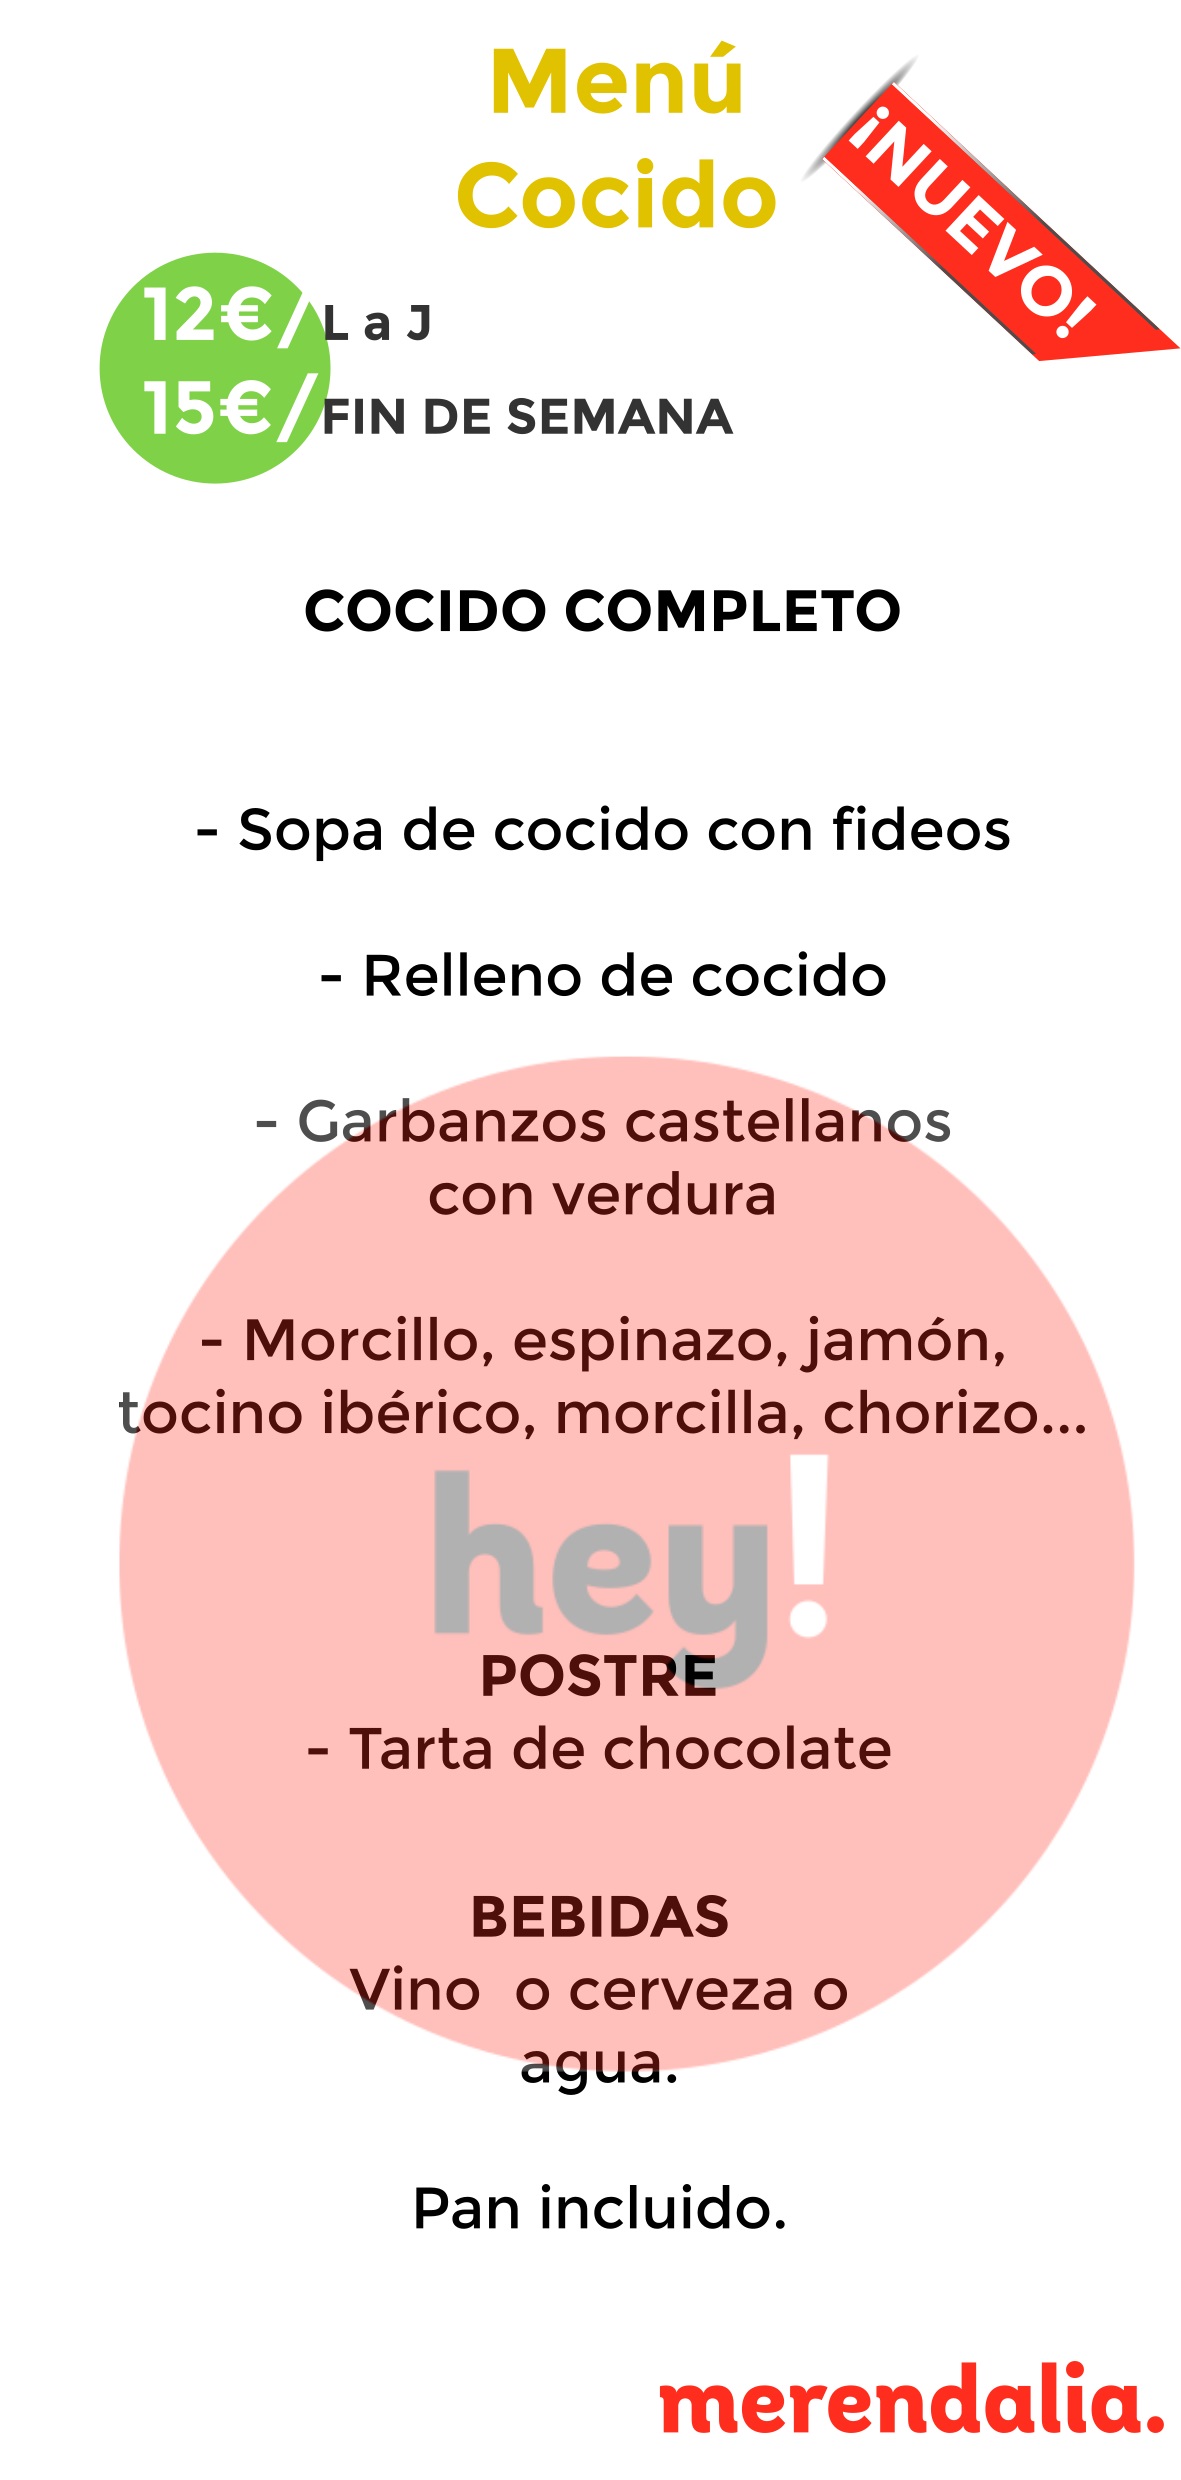 Menú
Cocido
¡NUEVO!
12€/L a J
15€/FIN DE SEMANA
COCIDO COMPLETO
- Sopa de cocido con fideos
- Relleno de cocido
- Garbanzos castellanos
con verdura
- Morcillo, espinazo, jamón,
tocino ibérico, morcilla, chorizo...
hey!
POSTRE
- Tarta de chocolate
BEBIDAS
Vino  o cerveza o
agua.
Pan incluido.
merendalia.